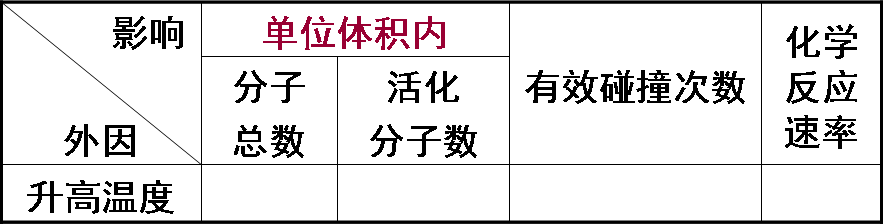 影响
外因
单位体积内
分子
总数
活化
分子数
有效碰撞次数
化学
反应
速率
升高温度